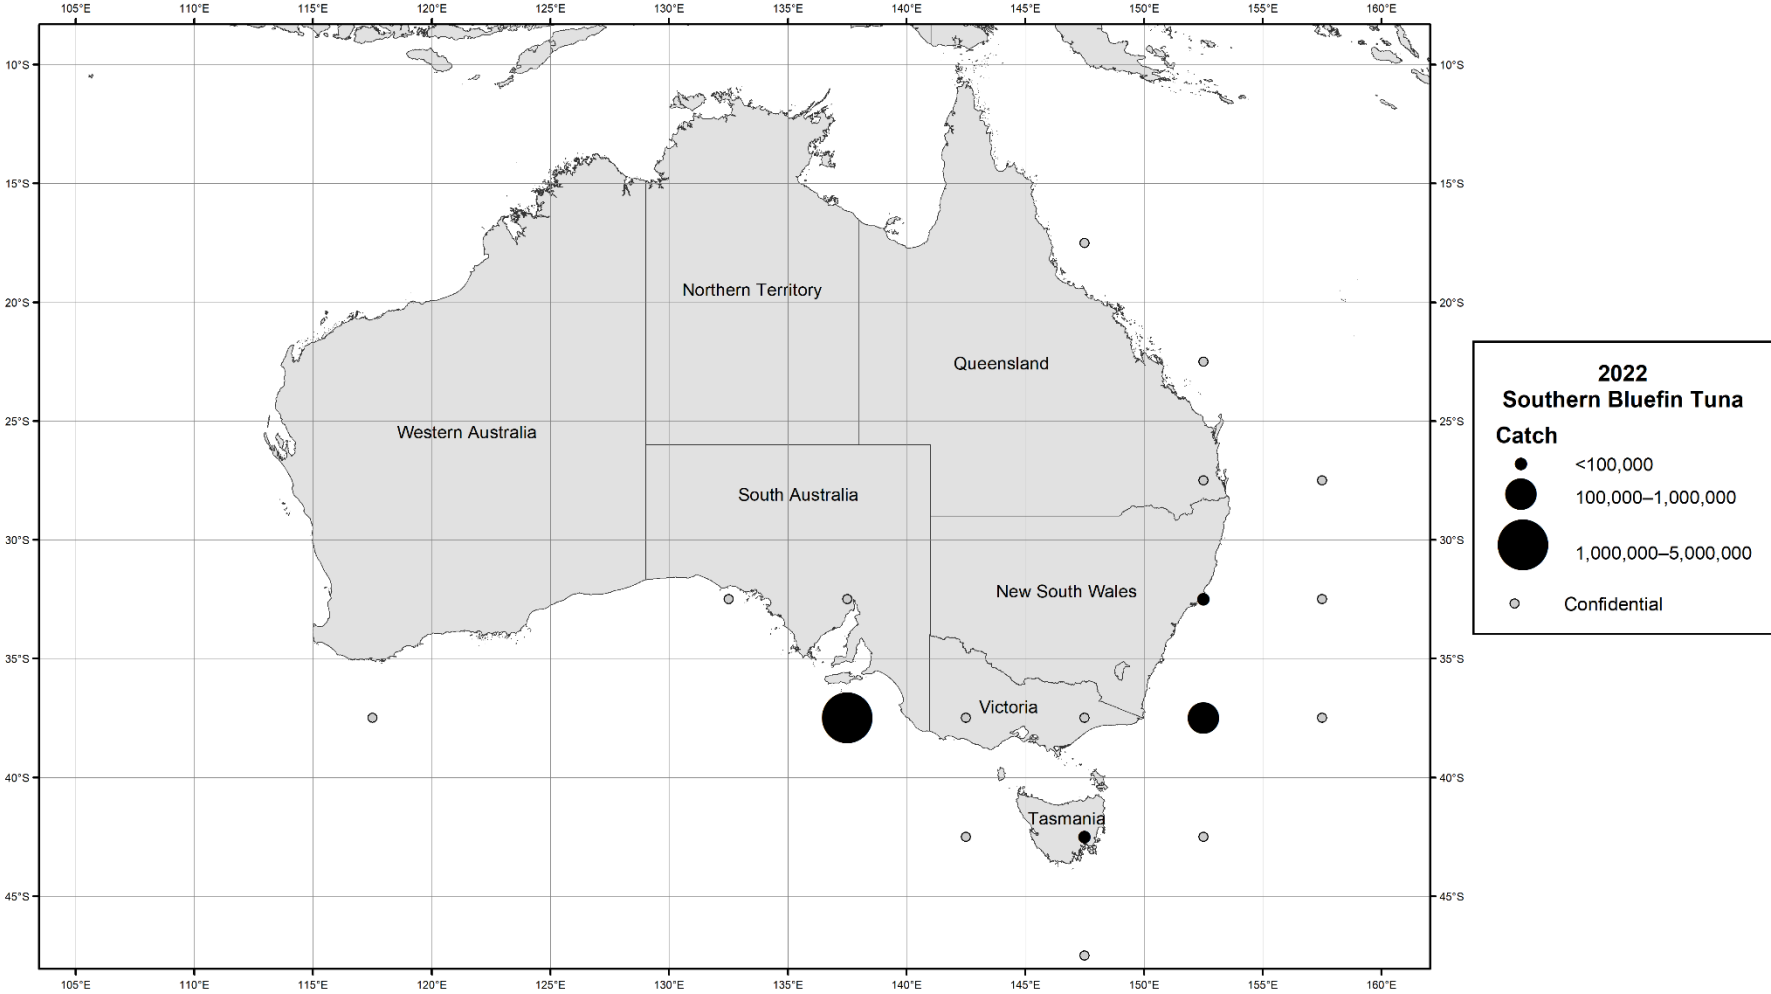 105°E 110°E 115°E 120°E 125°E 130°E 135°E 140°E 145°E 150°E 155°E 160°E
10°S 10°S
15°S 15°S
Northern Territory
20°S 20°S
Queensland
2022
Southern Bluefin Tuna
Catch
<100,000
100,000–1,000,000
1,000,000–5,000,000
Confidential
25°S 25°S
Western Australia
South Australia
30°S 30°S
New South Wales
35°S 35°S
Victoria
40°S 40°S
Tasmania
45°S 45°S
105°E 110°E 115°E 120°E 125°E 130°E 135°E 140°E 145°E 150°E 155°E 160°E